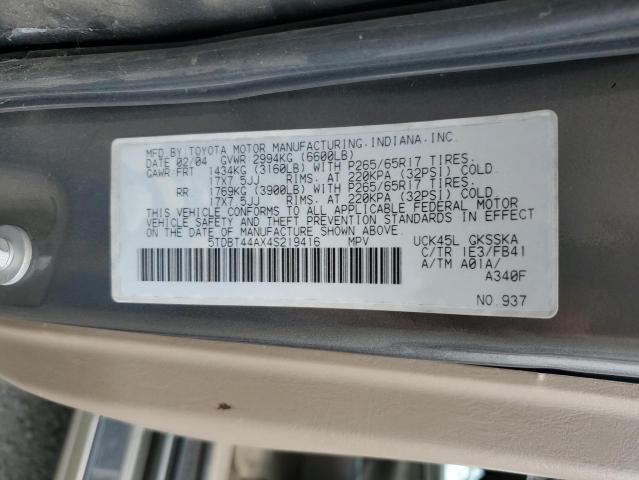 MFD.BY:TOYOTA MOTOR MANUFACTURING,INDIANA,INC.
DATE 02/04 GVWR 2994KG (6600LB)
GAWR:FRT 1434KG (3160LB) WITH P265/65R17 TIRES.
17X7.5JJ RIMS. AT 220KPA (32PSI) COLD
RR 1769KG (3900LB) WITH P265/65R17 TIRES.
17X7.5JJ RIMS. AT 220KPA (32PSI) COLD
THIS VEHICLE CONFORMS TO ALL APPLICABLE FEDERAL MOTOR
VEHICLE SAFETY AND THEFT PREVENTION STANDARDS IN EFFECT
ON THE DATE OF MANUFACTURE SHOWN ABOVE.
5TDBT44AX4S219416 MPV UCK45L GKSSKA
C/TR 1E3/FB41
A/TM A01A/
A340F
NO.937